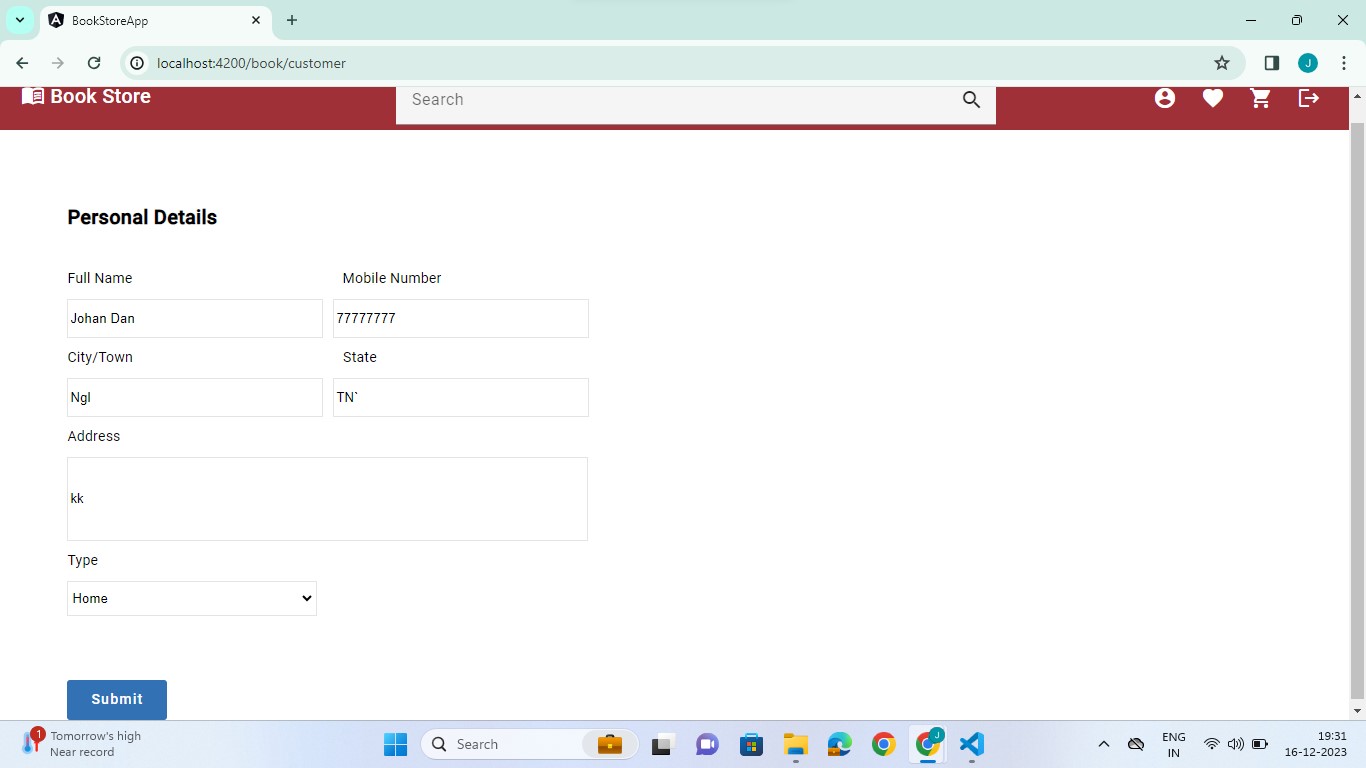 BookStoreApp
localhost:4200/book/customer
J
Book Store
Search
Personal Details
Full Name Mobile Number
Johan Dan 77777777
City/Town State
Ngl TN`
Address
kk
Type
Home
Submit
1
Tomorrow's high
Near record
Search
J
ENG
IN
19:31
16-12-2023